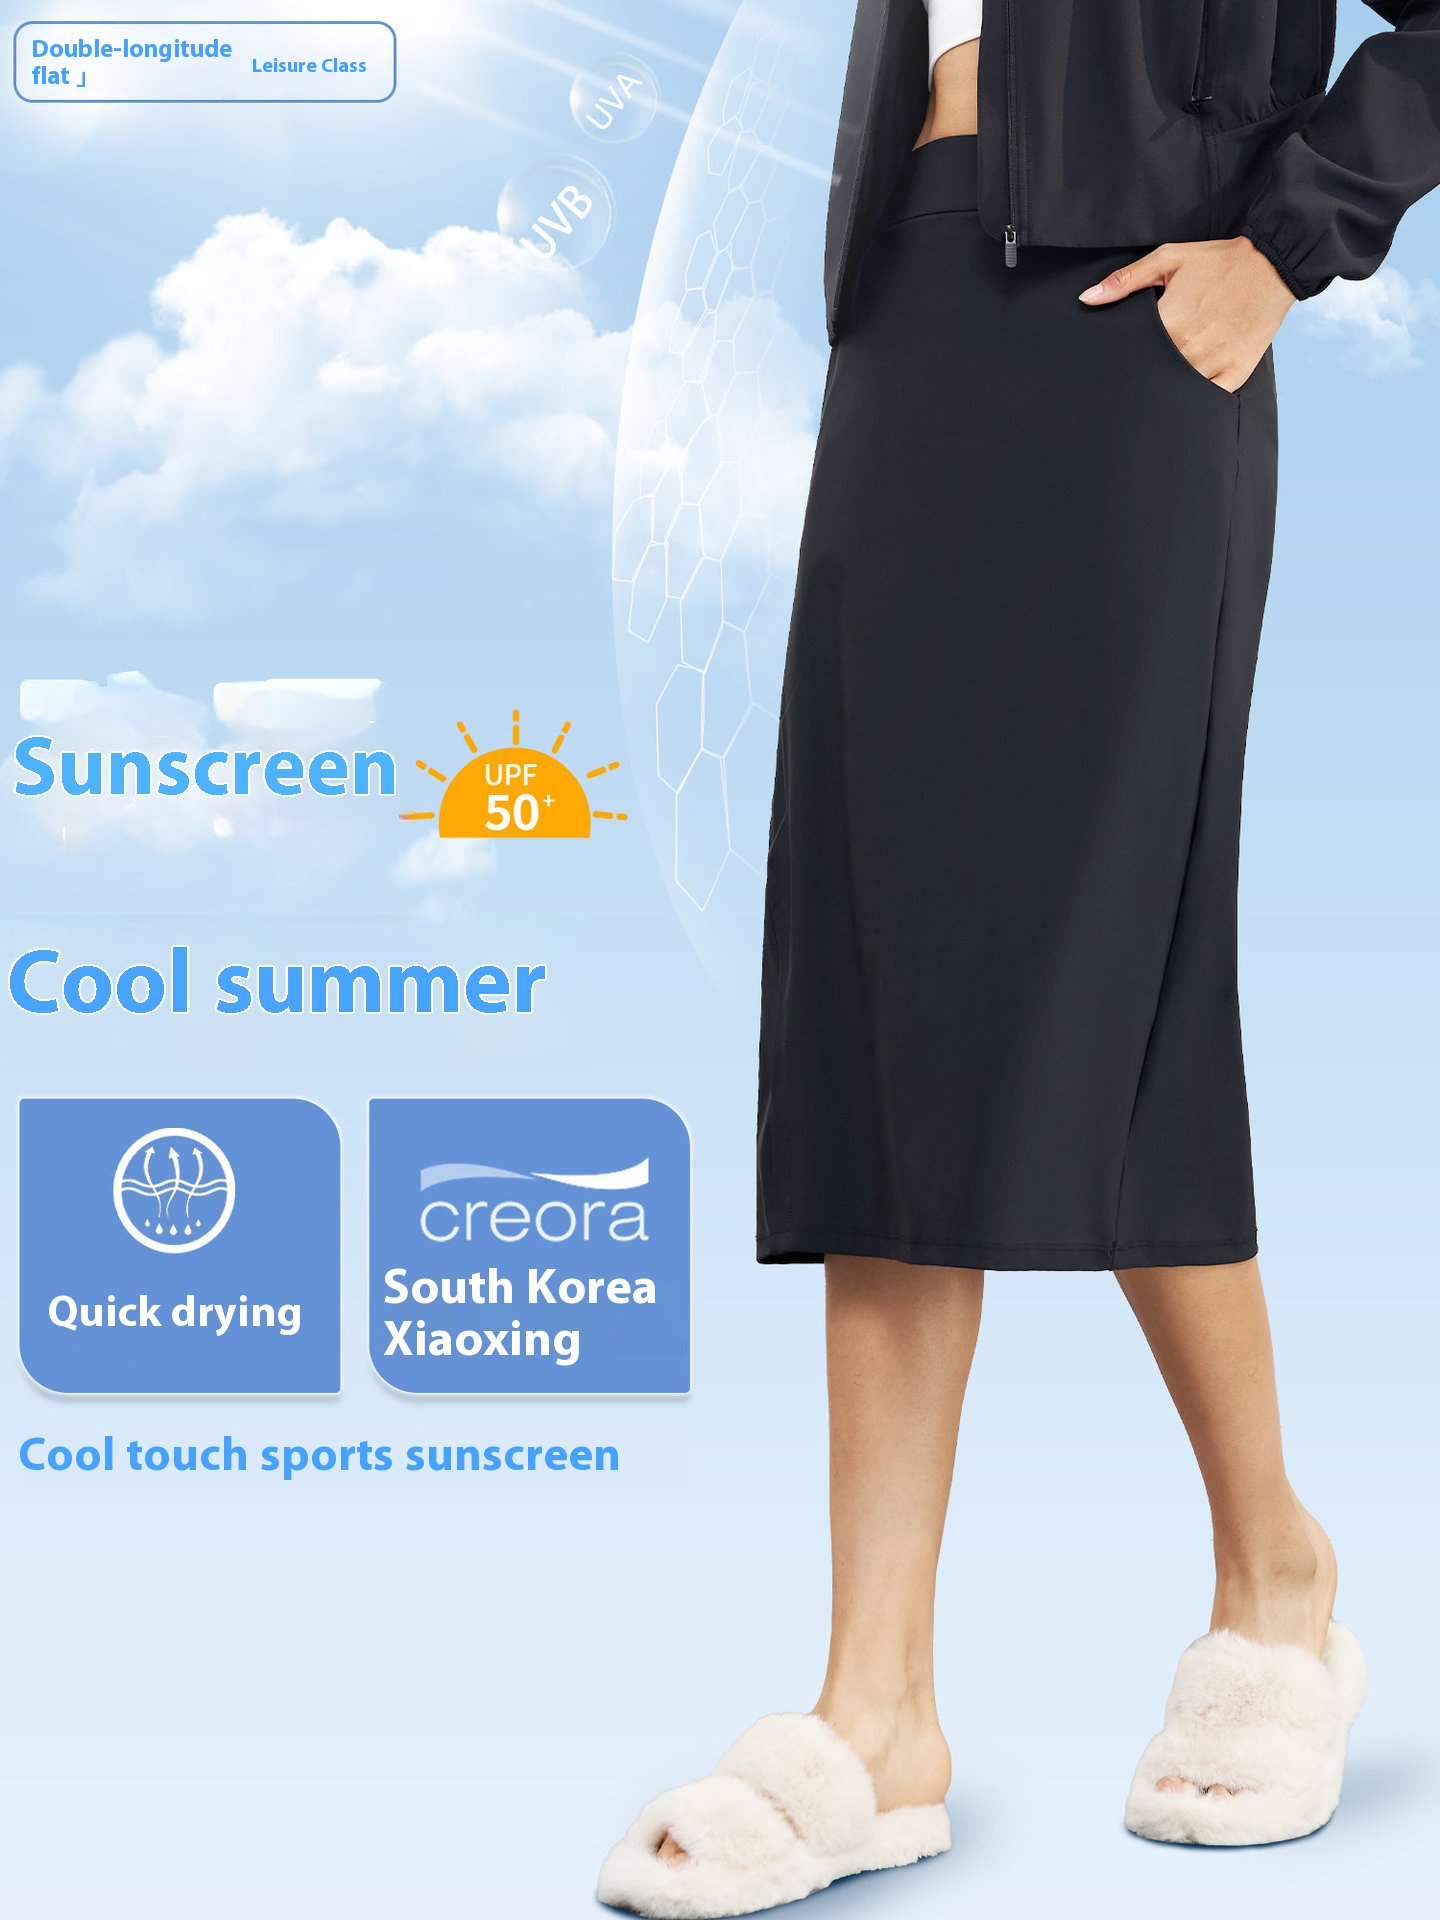 Double-longitude
flat 」
Leisure Class
UVA
UVB
Sunscreen
UPF
50+
Cool summer
Quick drying
creora
South Korea
Xiaoxing
Cool touch sports sunscreen